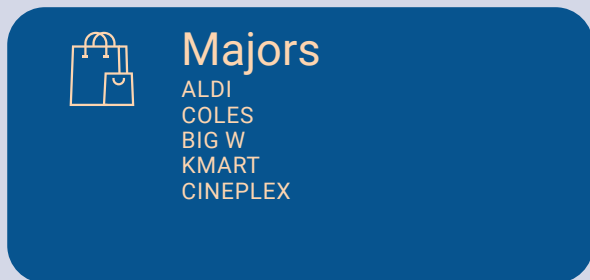 Majors
ALDI
COLES
BIG W
KMART
CINEPLEX